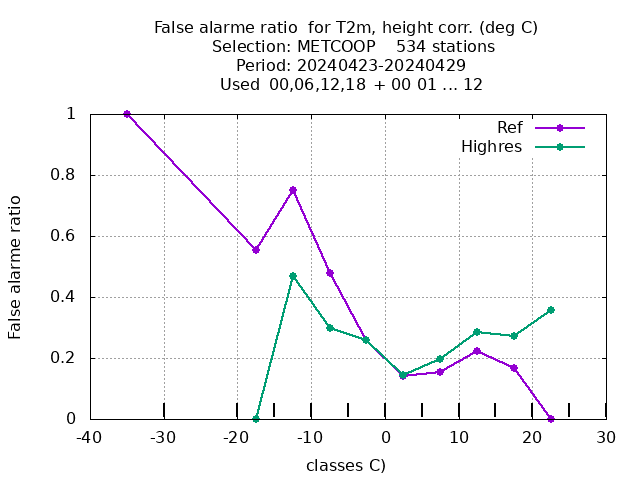 False alarme ratio  for T2m, height corr. (deg C)
Selection: METCOOP    534 stations
Period: 20240423-20240429
Used  00,06,12,18  + 00 01 ... 12
Ref
Highres
1
0.8
0.6
0.4
0.2
0
False alarme ratio
-40
-30
-20
-10
0
10
20
30
classes C)